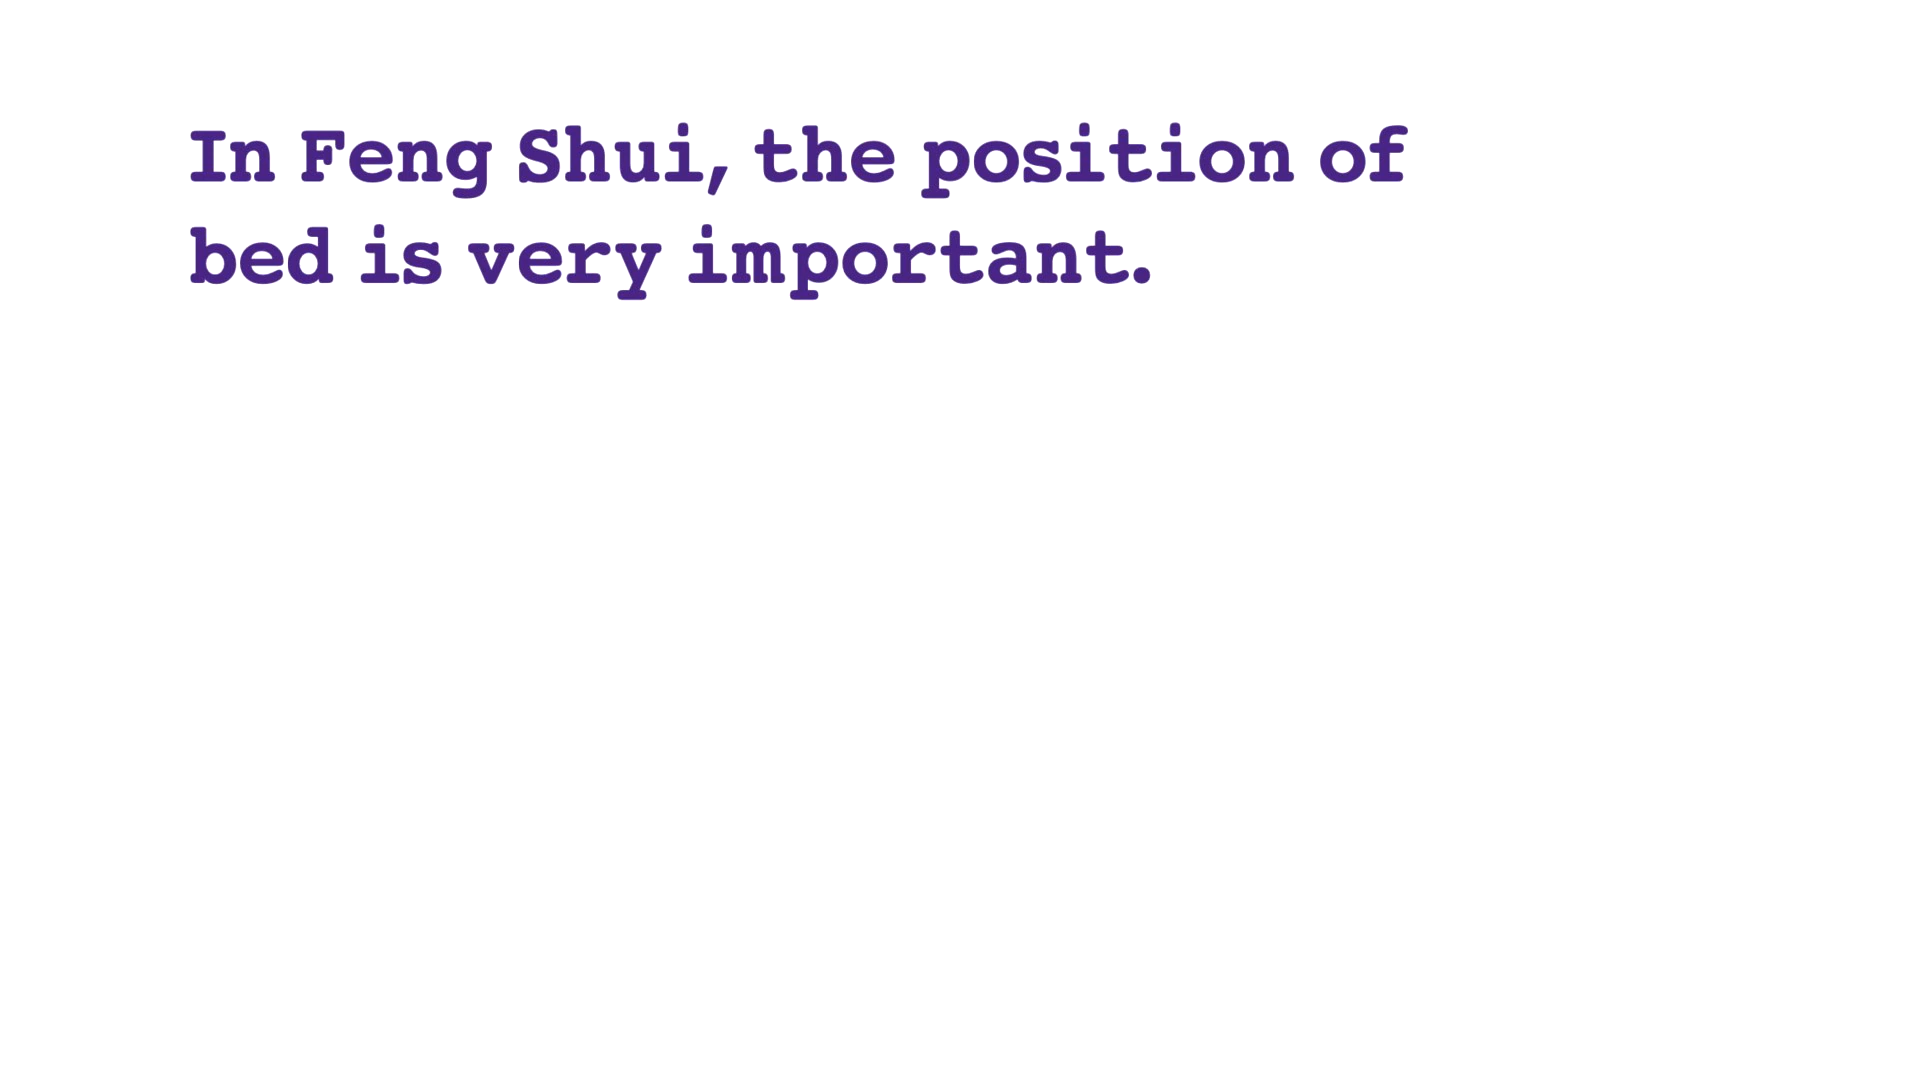 In Feng Shui, the position of
bed is very important.